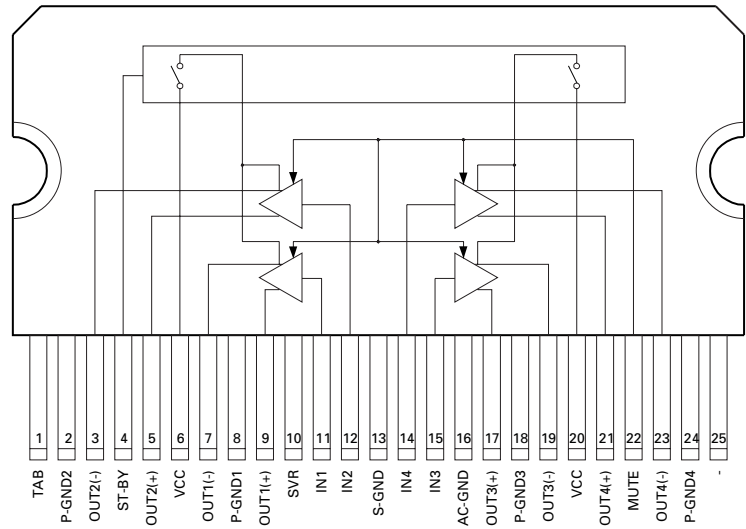 1 2 3 4 5 6 7 8 9 10 11 12 13 14 15 16 17 18 19 20 21 22 23 24 25
TAB
P-GND2
OUT2(-)
ST-BY
OUT2(+)
VCC
OUT1(-)
P-GND1
OUT1(+)
SVR
IN1
IN2
S-GND
IN4
IN3
AC-GND
OUT3(+)
P-GND3
OUT3(-)
VCC
OUT4(+)
MUTE
OUT4(-)
P-GND4
-